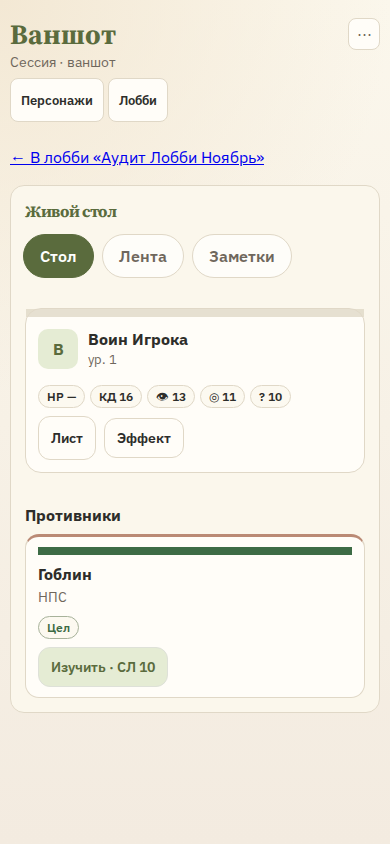 Ваншот
...
Сессия · ваншот
Персонажи Лобби
← В лобби «Аудит Лобби Ноябрь»
Живой стол
Стол Лента Заметки
В
Воин Игрока
ур. 1
HP — КД 16 👁 13 ◎ 11 ? 10
Лист Эффект
Противники
Гоблин
НПС
Цел
Изучить · СЛ 10